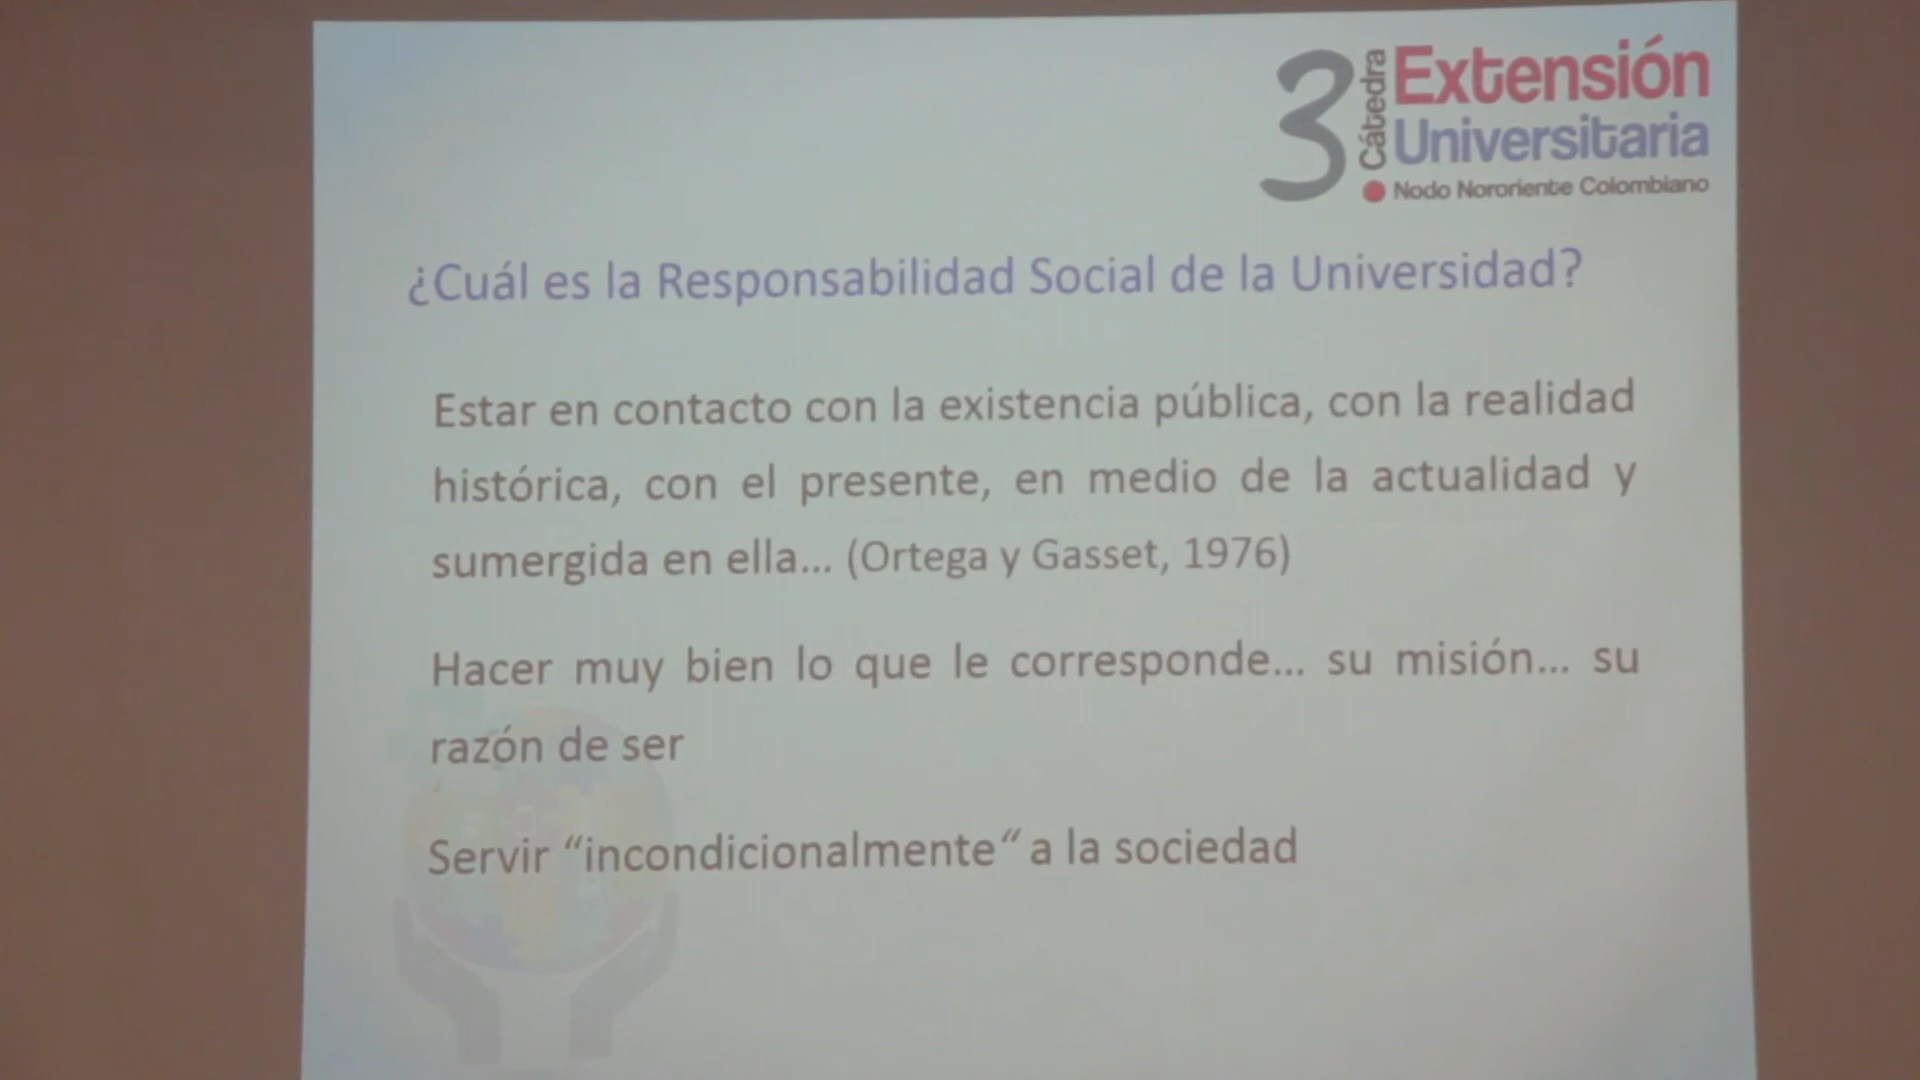 3 Cátedra
Extensión
Universitaria
Nodo Nororiente Colombiano
¿Cuál es la Responsabilidad Social de la Universidad?
Estar en contacto con la existencia pública, con la realidad
histórica, con el presente, en medio de la actualidad y
sumergida en ella... (Ortega y Gasset, 1976)
Hacer muy bien lo que le corresponde... su misión... su
razón de ser
Servir “incondicionalmente“ a la sociedad